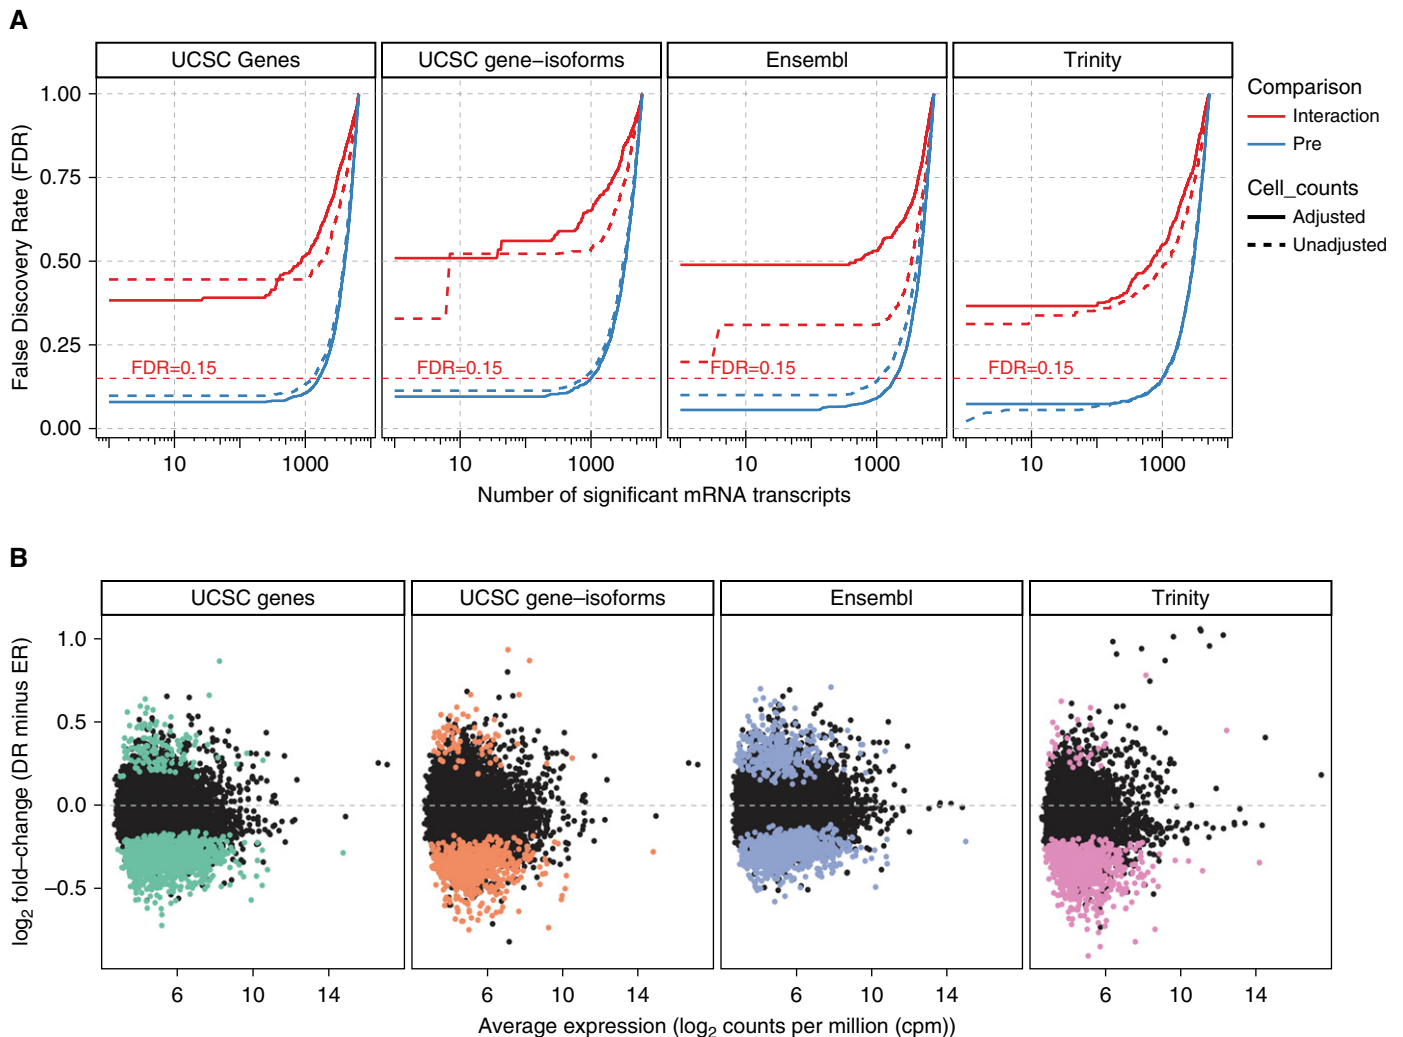 A
UCSC Genes
UCSC gene–isoforms
Ensembl
Trinity
False Discovery Rate (FDR)
1.00
0.75
0.50
0.25
0.00
FDR=0.15
FDR=0.15
FDR=0.15
FDR=0.15
10
1000
10
1000
10
1000
10
1000
Number of significant mRNA transcripts
Comparison
Interaction
Pre
Cell_counts
Adjusted
Unadjusted
B
UCSC genes
UCSC gene–isoforms
Ensembl
Trinity
log2 fold–change (DR minus ER)
1.0
0.5
0.0
–0.5
6
10
14
6
10
14
6
10
14
6
10
14
Average expression (log2 counts per million (cpm))